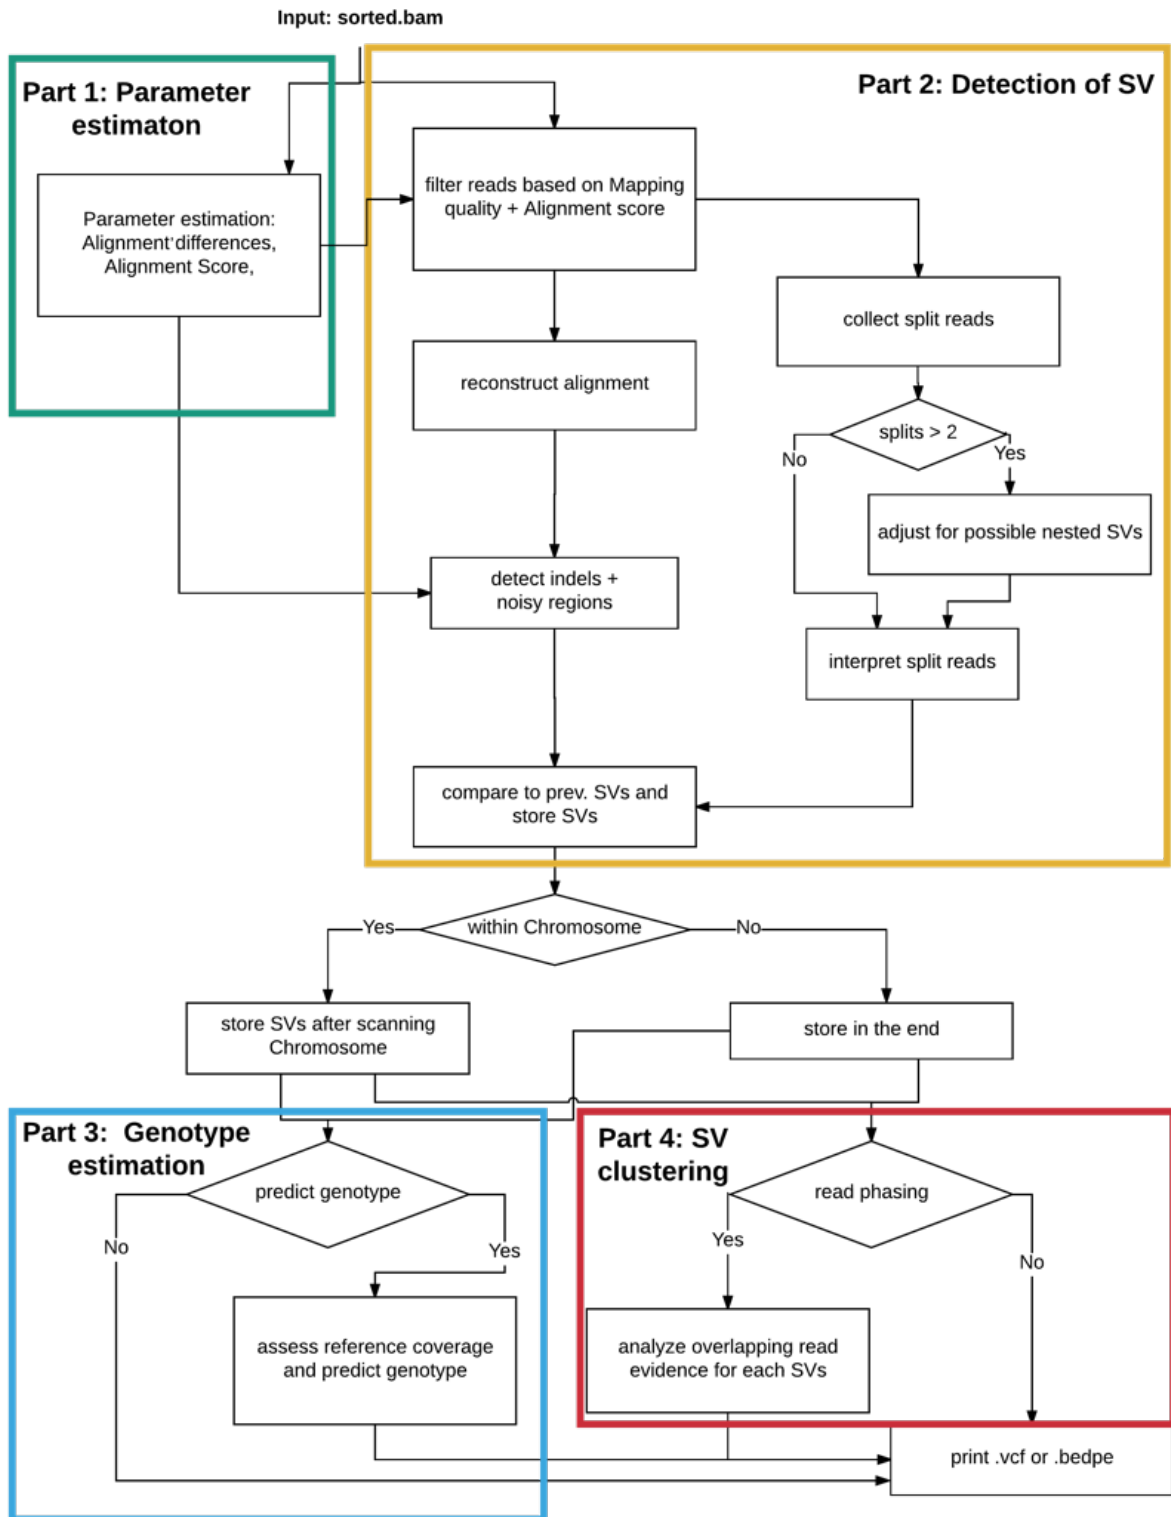 Input: sorted.bam
Part 1: Parameter
estimaton
Part 2: Detection of SV
Parameter estimation:
Alignment'differences,
Alignment Score,
filter reads based on Mapping
quality + Alignment score
collect split reads
reconstruct alignment
splits > 2
No
Yes
adjust for possible nested SVs
detect indels +
noisy regions
interpret split reads
compare to prev. SVs and
store SVs
within Chromosome
Yes
No
store SVs after scanning
Chromosome
store in the end
Part 3: Genotype
estimation
predict genotype
No
Yes
assess reference coverage
and predict genotype
Part 4: SV
clustering
read phasing
Yes
No
analyze overlapping read
evidence for each SVs
print .vcf or .bedpe